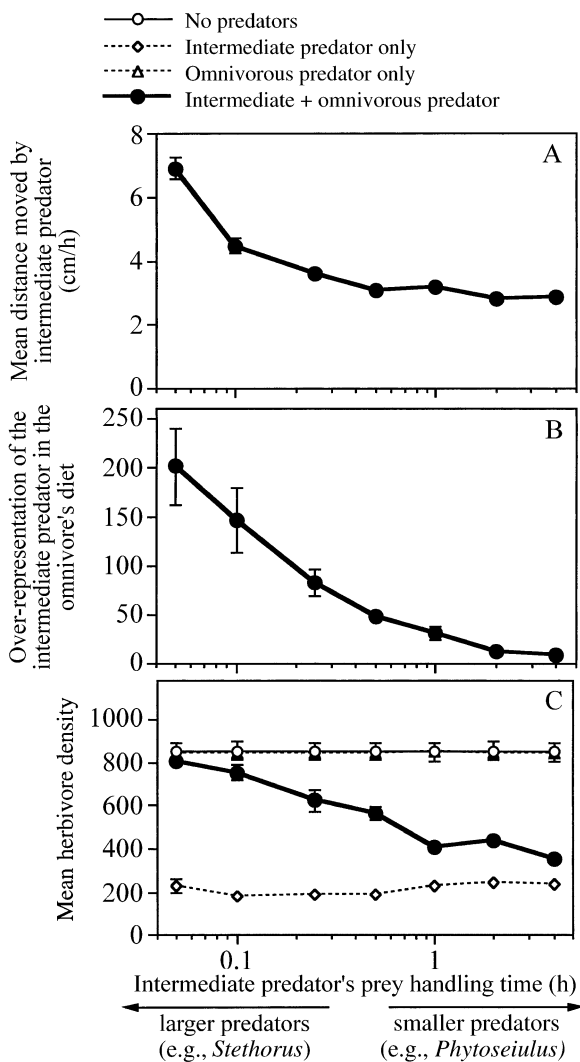 No predators
Intermediate predator only
Omnivorous predator only
Intermediate + omnivorous predator
A
Mean distance moved by
intermediate predator
(cm/h)
8
6
4
2
0
B
Over-representation of the
intermediate predator in the
omnivore's diet
250
200
150
100
50
0
C
Mean herbivore density
1000
800
600
400
200
0
0.1 1
Intermediate predator's prey handling time (h)
larger predators smaller predators
(e.g., Stethorus) (e.g., Phytoseiulus)